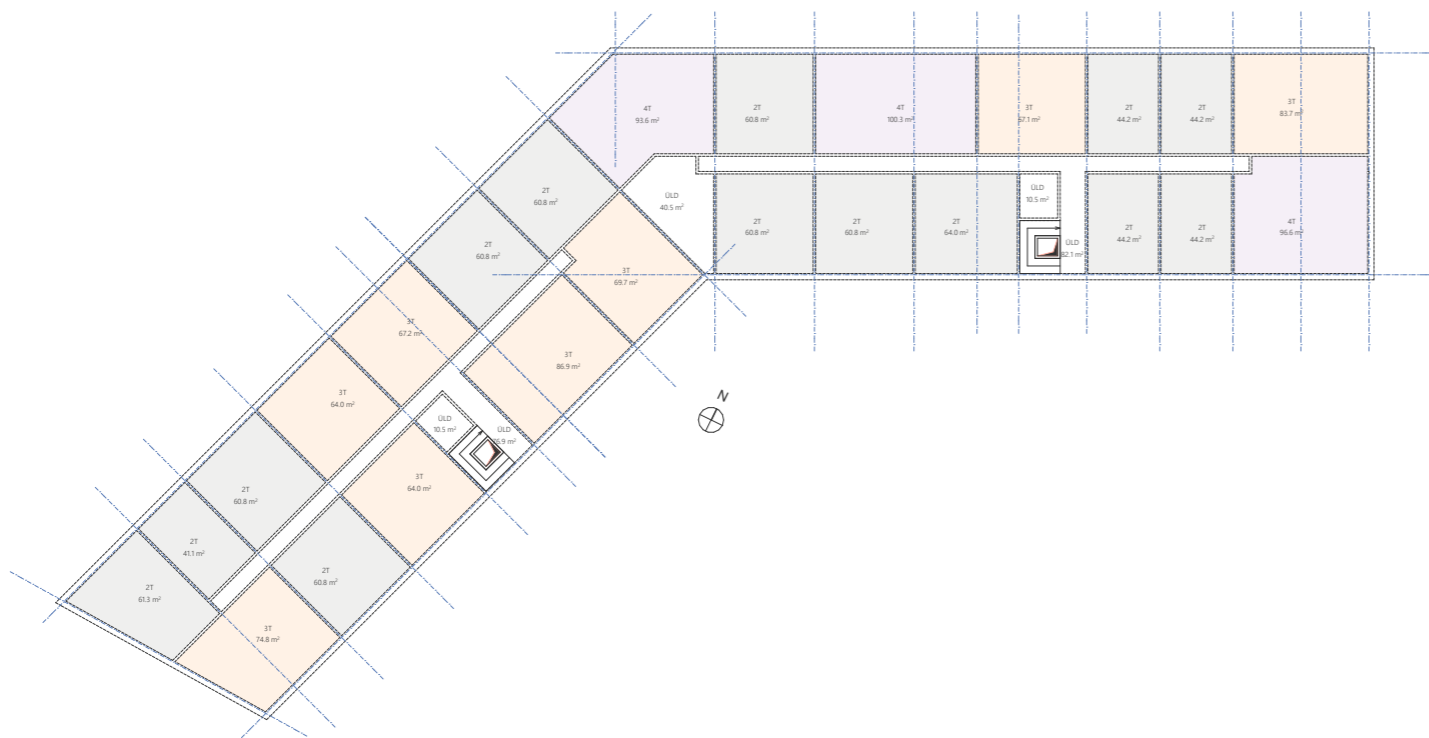 4T
93.6 m²
2T
60.8 m²
4T
100.3 m²
3T
67.1 m²
2T
44.2 m²
2T
44.2 m²
3T
83.7 m²
ÜLD
40.5 m²
2T
60.8 m²
2T
60.8 m²
2T
64.0 m²
ÜLD
10.5 m²
ÜLD
82.1 m²
2T
44.2 m²
2T
44.2 m²
4T
96.6 m²
2T
60.8 m²
2T
60.8 m²
3T
69.7 m²
3T
67.2 m²
3T
86.9 m²
3T
64.0 m²
N
ÜLD
10.5 m²
ÜLD
3T
64.0 m²
2T
60.8 m²
2T
41.1 m²
2T
60.8 m²
2T
61.3 m²
3T
74.8 m²